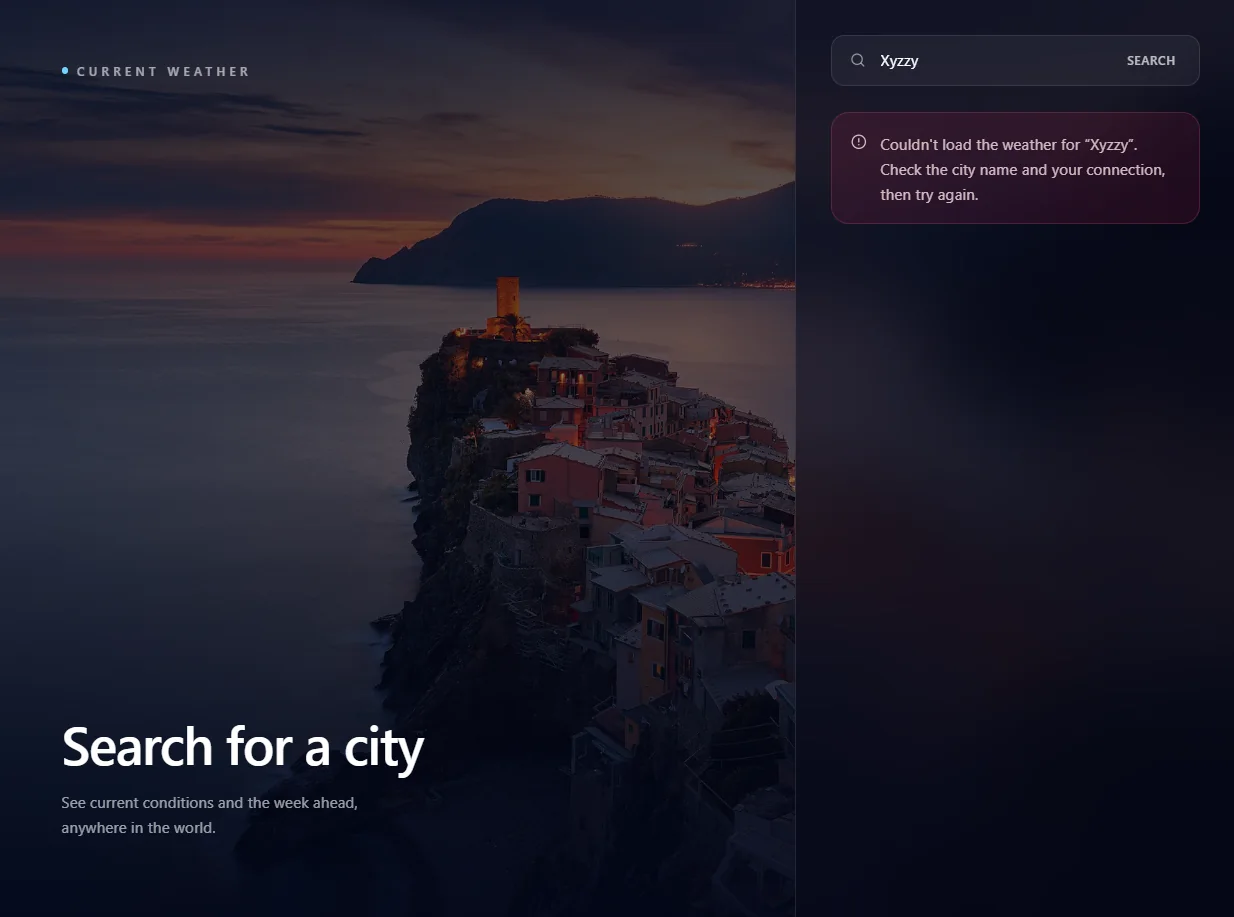 CURRENT WEATHER
Search for a city
See current conditions and the week ahead,
anywhere in the world.
Xyzzy
SEARCH
Couldn't load the weather for “Xyzzy”.
Check the city name and your connection,
then try again.